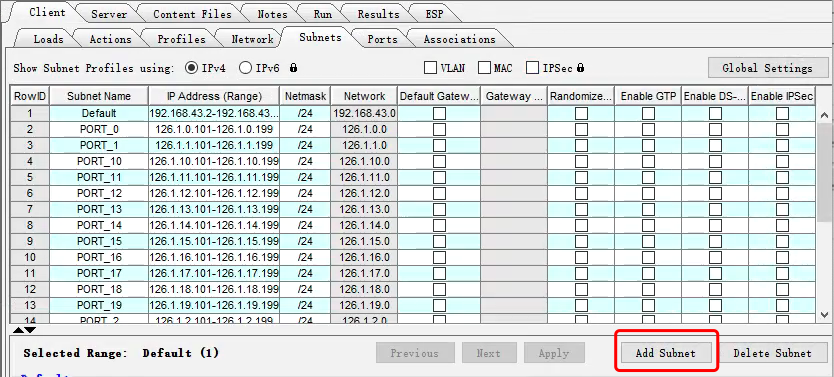 Client Server Content Files Notes Run Results ESP
Loads Actions Profiles Network Subnets Ports Associations
Show Subnet Profiles using: IPv4 IPv6 VLAN MAC IPSec Global Settings
RowID Subnet Name IP Address (Range) Netmask Network Default Gatew... Gateway ... Randomize... Enable GTP Enable DS-... Enable IPSec
1 Default 192.168.43.2-192.168.43... /24 192.168.43.0
2 PORT_0 126.1.0.101-126.1.0.199 /24 126.1.0.0
3 PORT_1 126.1.1.101-126.1.1.199 /24 126.1.1.0
4 PORT_10 126.1.10.101-126.1.10.199 /24 126.1.10.0
5 PORT_11 126.1.11.101-126.1.11.199 /24 126.1.11.0
6 PORT_12 126.1.12.101-126.1.12.199 /24 126.1.12.0
7 PORT_13 126.1.13.101-126.1.13.199 /24 126.1.13.0
8 PORT_14 126.1.14.101-126.1.14.199 /24 126.1.14.0
9 PORT_15 126.1.15.101-126.1.15.199 /24 126.1.15.0
10 PORT_16 126.1.16.101-126.1.16.199 /24 126.1.16.0
11 PORT_17 126.1.17.101-126.1.17.199 /24 126.1.17.0
12 PORT_18 126.1.18.101-126.1.18.199 /24 126.1.18.0
13 PORT_19 126.1.19.101-126.1.19.199 /24 126.1.19.0
14 PORT_2 126.1.2.101-126.1.2.199 /24 126.1.2.0
Selected Range: Default (1) Previous Next Apply Add Subnet Delete Subnet
Default: